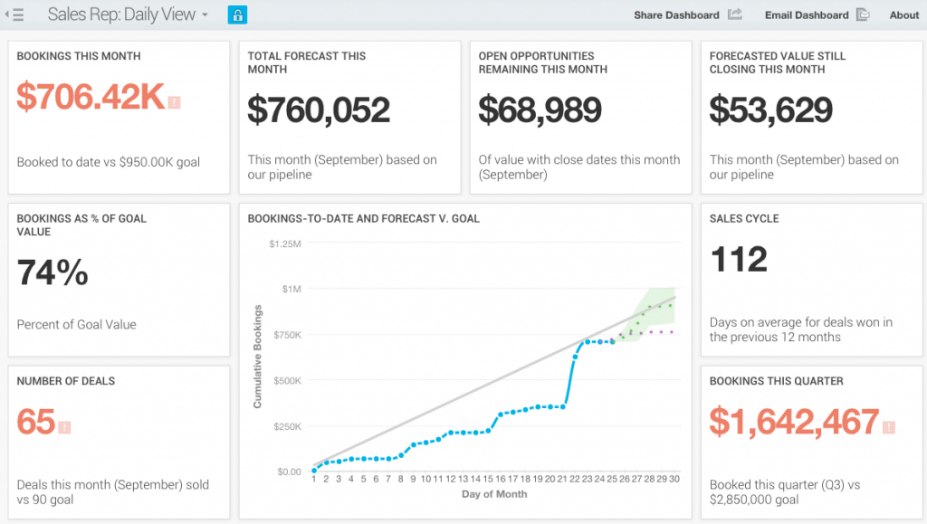 Sales Rep: Daily View
Share Dashboard
Email Dashboard
About
BOOKINGS THIS MONTH
$706.42K
!
Booked to date vs $950.00K goal
TOTAL FORECAST THIS
MONTH
$760,052
This month (September) based on
our pipeline
OPEN OPPORTUNITIES
REMAINING THIS MONTH
$68,989
Of value with close dates this month
(September)
FORECASTED VALUE STILL
CLOSING THIS MONTH
$53,629
This month (September) based on
our pipeline
BOOKINGS AS % OF GOAL
VALUE
74%
Percent of Goal Value
BOOKINGS-TO-DATE AND FORECAST V. GOAL
$1.25M
$1M
$750K
$500K
$250K
$0.00
Cumulative Bookings
1 2 3 4 5 6 7 8 9 10 11 12 13 14 15 16 17 18 19 20 21 22 23 24 25 26 27 28 29 30
Day of Month
SALES CYCLE
112
Days on average for deals won in
the previous 12 months
NUMBER OF DEALS
65
!
Deals this month (September) sold
vs 90 goal
BOOKINGS THIS QUARTER
$1,642,467
!
Booked this quarter (Q3) vs
$2,850,000 goal